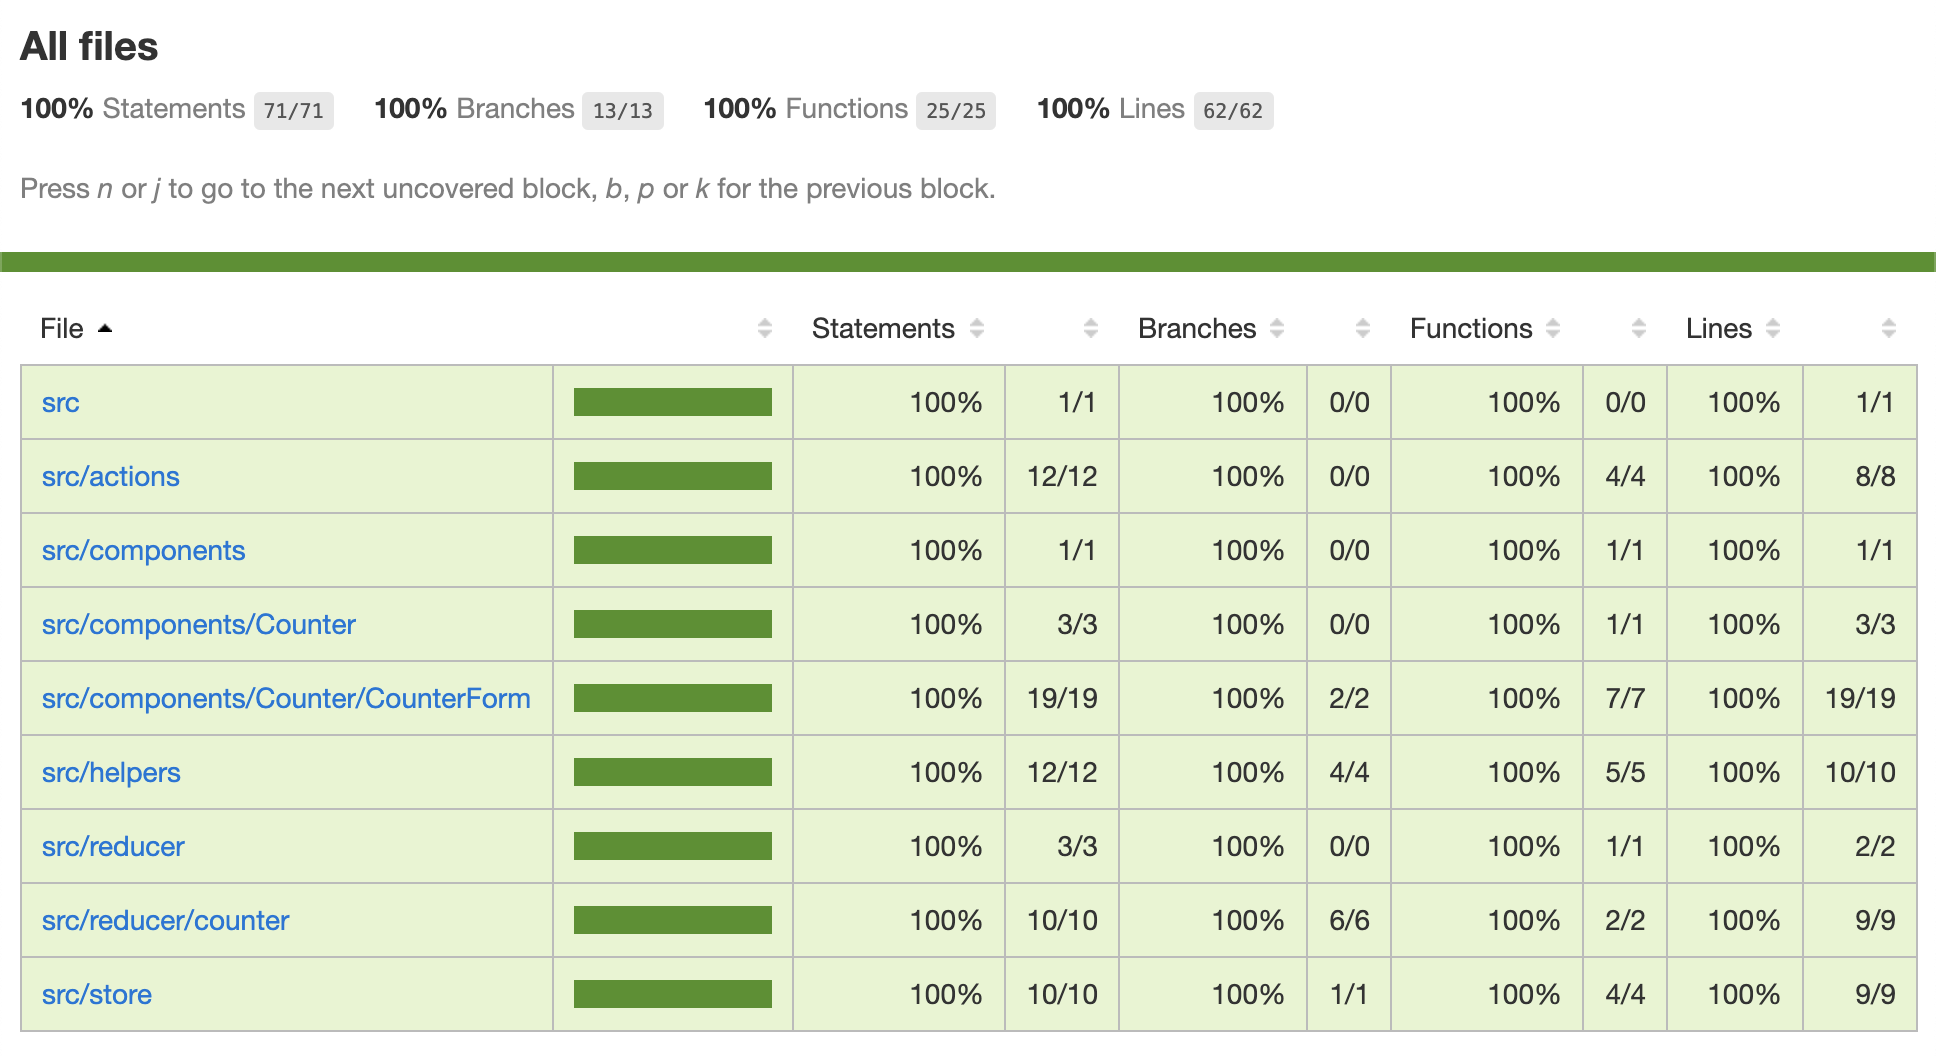 All files
100% Statements 71/71 100% Branches 13/13 100% Functions 25/25 100% Lines 62/62
Press n or j to go to the next uncovered block, b, p or k for the previous block.
File Statements Branches Functions Lines
src 100% 1/1 100% 0/0 100% 0/0 100% 1/1
src/actions 100% 12/12 100% 0/0 100% 4/4 100% 8/8
src/components 100% 1/1 100% 0/0 100% 1/1 100% 1/1
src/components/Counter 100% 3/3 100% 0/0 100% 1/1 100% 3/3
src/components/Counter/CounterForm 100% 19/19 100% 2/2 100% 7/7 100% 19/19
src/helpers 100% 12/12 100% 4/4 100% 5/5 100% 10/10
src/reducer 100% 3/3 100% 0/0 100% 1/1 100% 2/2
src/reducer/counter 100% 10/10 100% 6/6 100% 2/2 100% 9/9
src/store 100% 10/10 100% 1/1 100% 4/4 100% 9/9